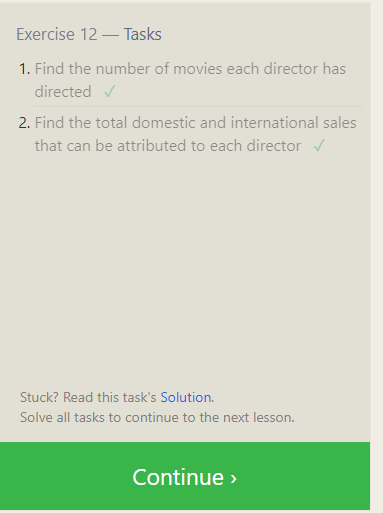 Exercise 12 — Tasks
1. Find the number of movies each director has
directed ✓
2. Find the total domestic and international sales
that can be attributed to each director ✓
Stuck? Read this task's Solution.
Solve all tasks to continue to the next lesson.
Continue ›